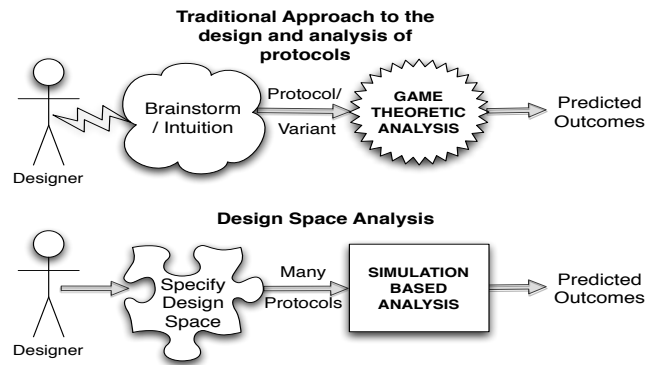 Traditional Approach to the
design and analysis of
protocols
Designer
Brainstorm
/ Intuition
Protocol/
Variant
GAME
THEORETIC
ANALYSIS
Predicted
Outcomes
Design Space Analysis
Designer
Specify
Design
Space
Many
Protocols
SIMULATION
BASED
ANALYSIS
Predicted
Outcomes